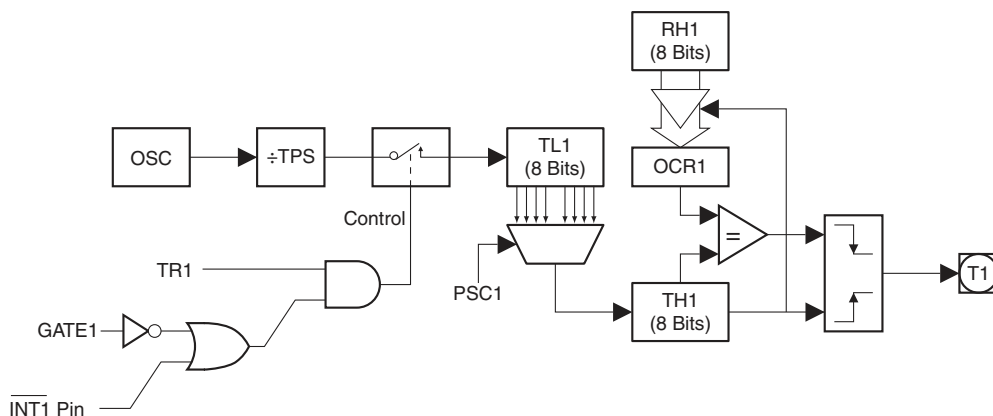 RH1
(8 Bits)
OSC
÷TPS
TL1
(8 Bits)
OCR1
Control
=
TR1
PSC1
T1
TH1
(8 Bits)
GATE1
INT1 Pin